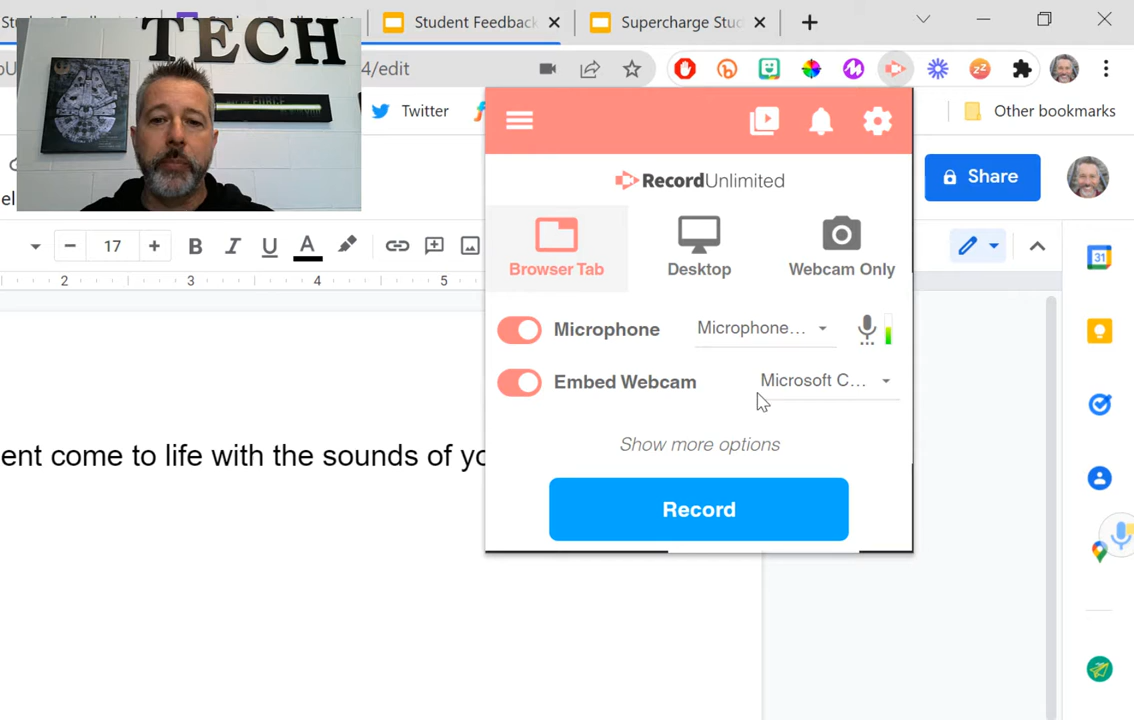 Student Feedback
Supercharge Stud
4/edit
Twitter
Other bookmarks
TECH
Share
17
B I U A
2 3 4 5
RecordUnlimited
Browser Tab
Desktop
Webcam Only
Microphone
Microphone...
Embed Webcam
Microsoft C...
Show more options
Record
ent come to life with the sounds of yo
31